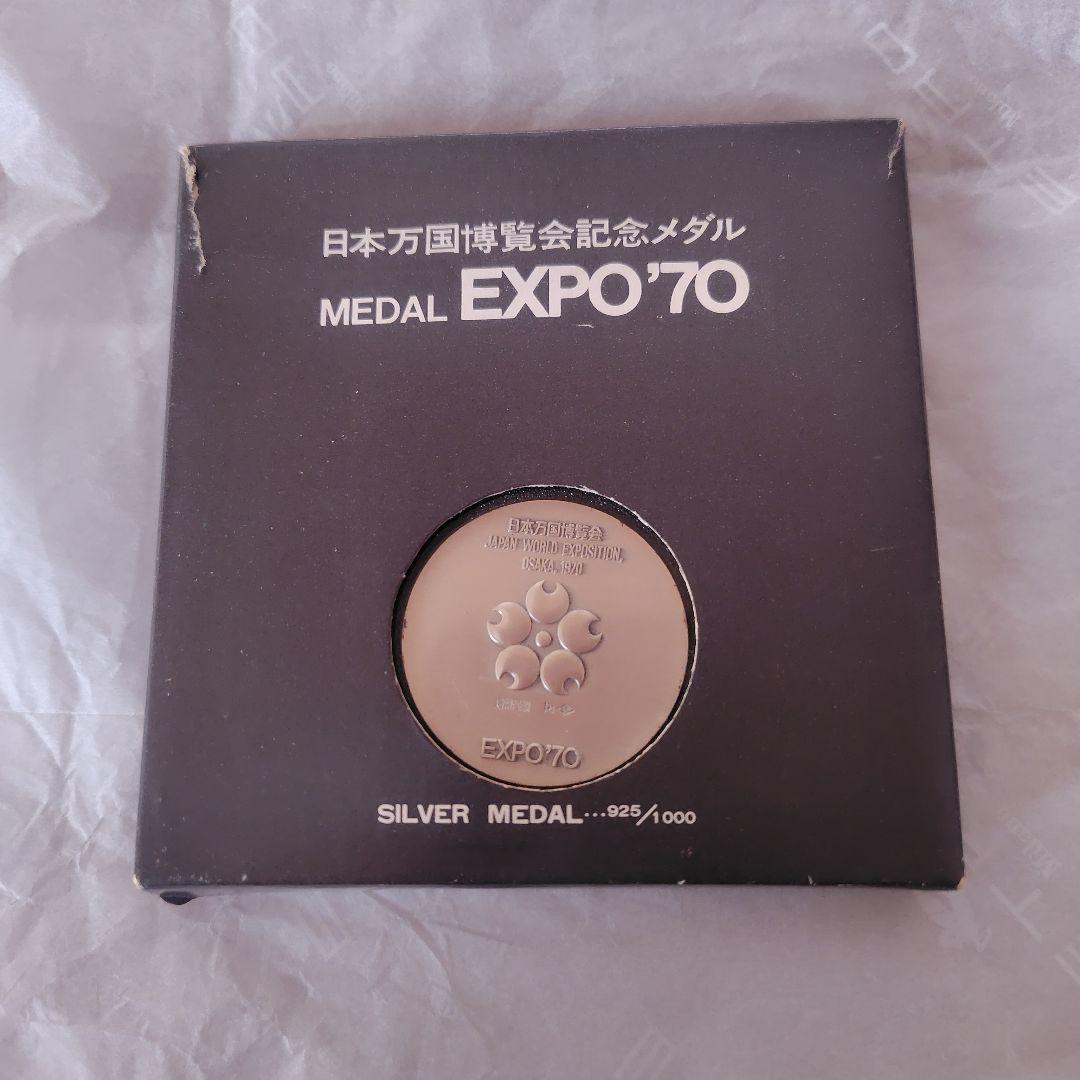 日本万国博覧会記念メダル
MEDAL EXPO'70
日本万国博覧会
JAPAN WORLD EXPOSITION,
OSAKA, 1970
EXPO'70
SILVER MEDAL...925/1000